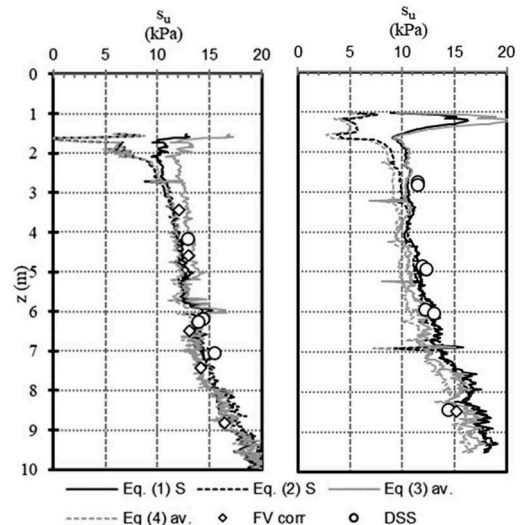 s_u
(kPa)
0 5 10 15 20
s_u
(kPa)
0 5 10 15 20
z (m)
0
1
2
3
4
5
6
7
8
9
10
Eq. (1) S
Eq. (2) S
Eq (3) av.
Eq (4) av.
FV corr
DSS